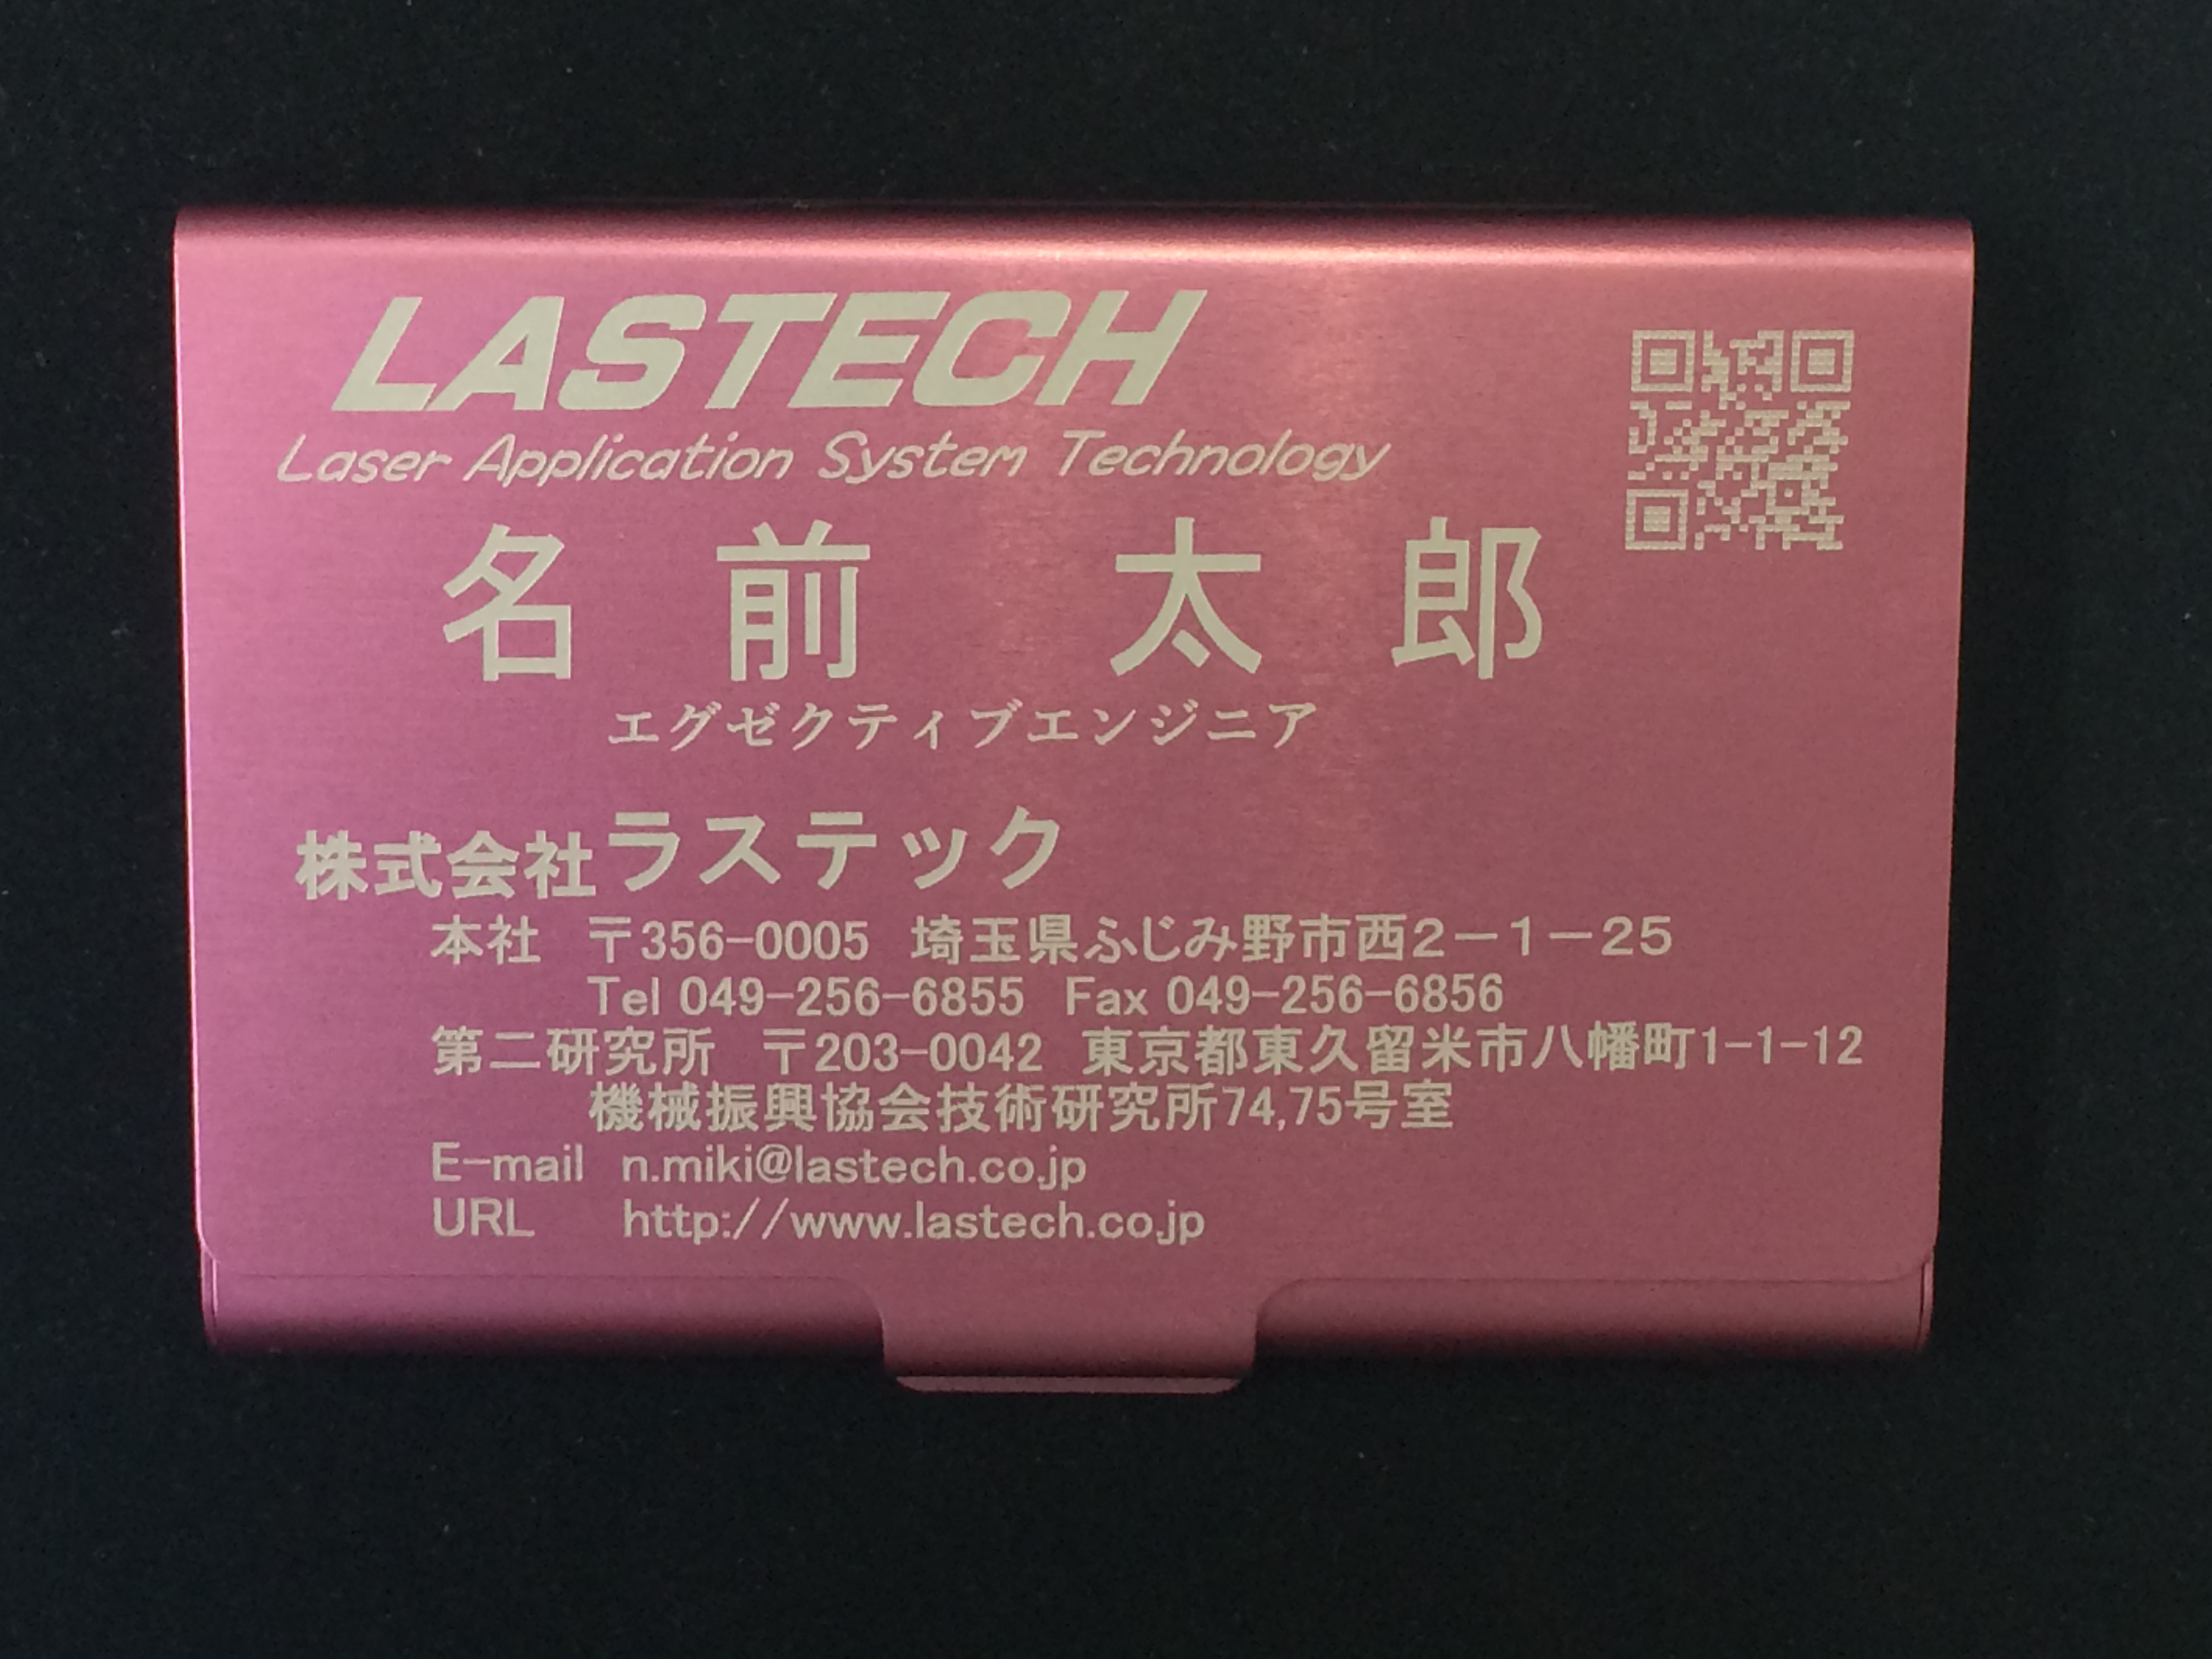 LASTECH
Laser Application System Technology
名前 太郎
エグゼクティブエンジニア
株式会社ラステック
本社 〒356-0005 埼玉県ふじみ野市西2-1-25
Tel 049-256-6855 Fax 049-256-6856
第二研究所 〒203-0042 東京都東久留米市八幡町1-1-12
機械振興協会技術研究所74,75号室
E-mail n.miki@lastech.co.jp
URL http://www.lastech.co.jp